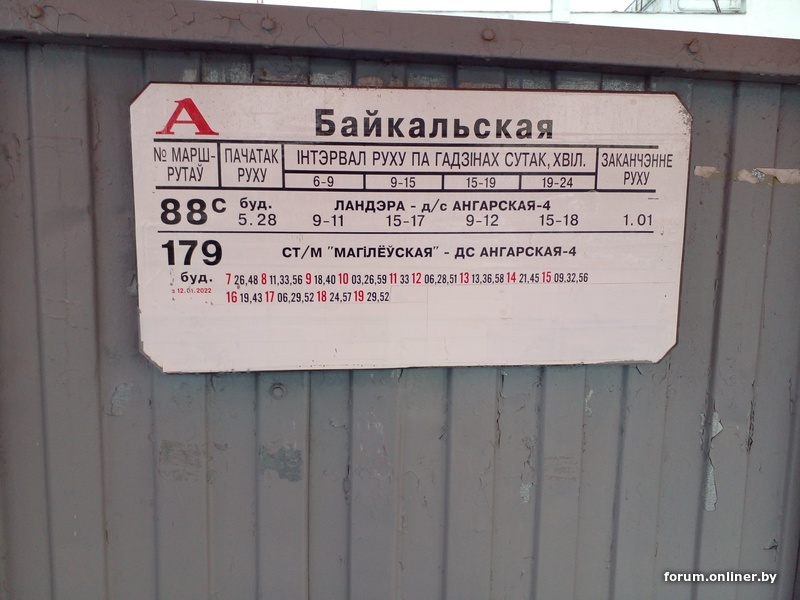 А Байкальская
№ МАРШ-РУТАЎ ПАЧАТАК РУХУ ІНТЭРВАЛ РУХУ ПА ГАДЗІНАХ СУТАК, ХВІЛ. ЗАКАНЧЭННЕ РУХУ
6-9 9-15 15-19 19-24
88С буд. ЛАНДЭРА - д/с АНГАРСКАЯ-4
5.28 9-11 15-17 9-12 15-18 1.01
179 СТ/М "МАГІЛЁЎСКАЯ" - ДС АНГАРСКАЯ-4
буд. 7 26,48 8 11,33,56 9 18,40 10 03,26,59 11 33 12 06,28,51 13 13,36,58 14 21,45 15 09,32,56
з 12.01.2022 16 19,43 17 06,29,52 18 24,57 19 29,52
forum.onliner.by